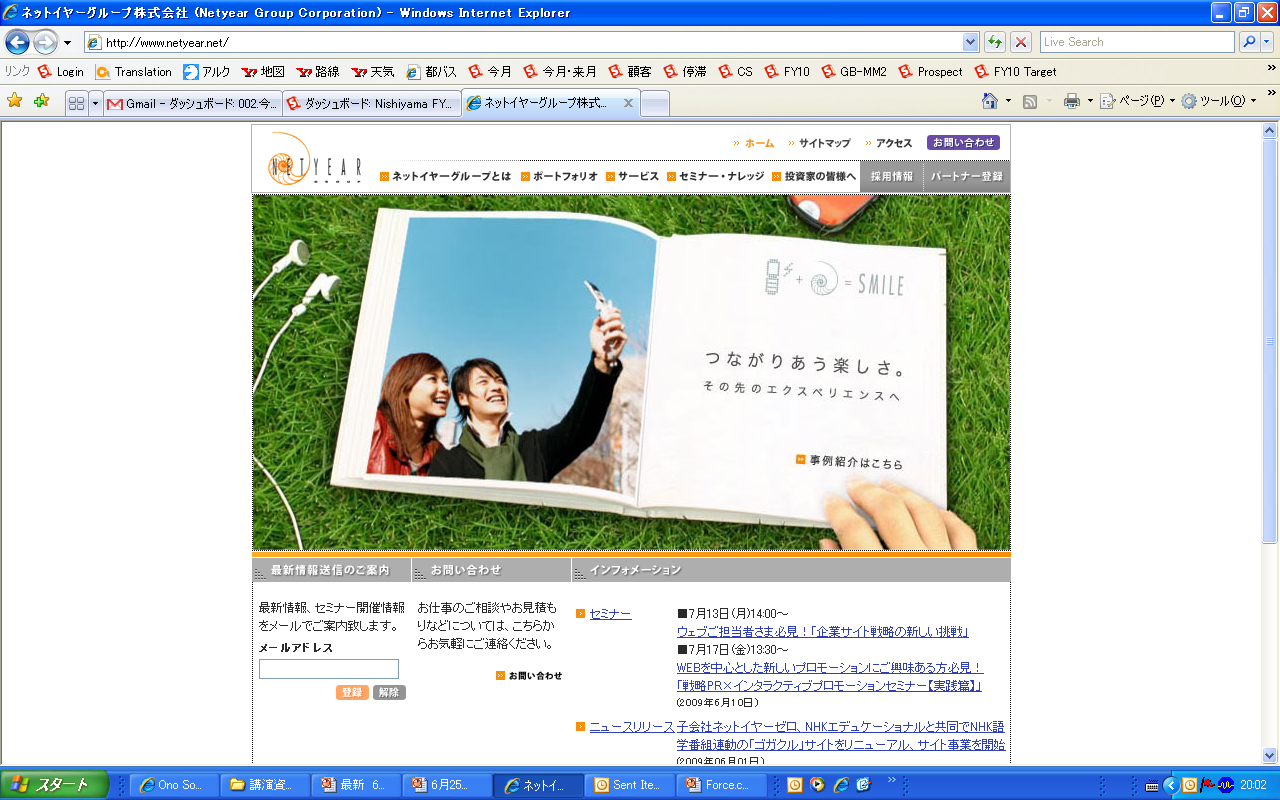 ネットイヤーグループ株式会社 (Netyear Group Corporation) - Windows Internet Explorer
http://www.netyear.net/
Live Search
リンク Login Translation アルク 地図 路線 天気 都バス 今月 今月・来月 顧客 停滞 CS FY10 GB-MM2 Prospect FY10 Target
Gmail - ダッシュボード: 002.今... ダッシュボード: Nishiyama FY... ネットイヤーグループ株式... ページ(P) ツール(O)
ホーム サイトマップ アクセス お問い合わせ
NETYEAR
ネットイヤーグループとは ポートフォリオ サービス セミナー・ナレッジ 投資家の皆様へ 採用情報 パートナー登録
+ = SMILE
つながりあう楽しさ。
その先のエクスペリエンスへ
事例紹介はこちら
最新情報送信のご案内
最新情報、セミナー開催情報
をメールでご案内致します。
メールアドレス
登録 解除
お問い合わせ
お仕事のご相談やお見積も
りなどについては、こちらか
らお気軽にご連絡ください。
お問い合わせ
インフォメーション
セミナー
■7月13日(月)14:00～
ウェブご担当者さま必見！「企業サイト戦略の新しい挑戦」
■7月17日(金)13:30～
WEBを中心とした新しいプロモーションにご興味ある方必見！
「戦略PR×インタラクティブプロモーションセミナー【実践篇】」
(2009年6月10日)
ニュースリリース
子会社ネットイヤーゼロ、NHKエデュケーショナルと共同でNHK語
学番組連動の「ゴガクル」サイトをリニューアル、サイト事業を開始
(2009年06月01日)
スタート Ono So... 講演資... 最新 6... 6月25... ネットイ... Sent Ite... Force.c... 20:02